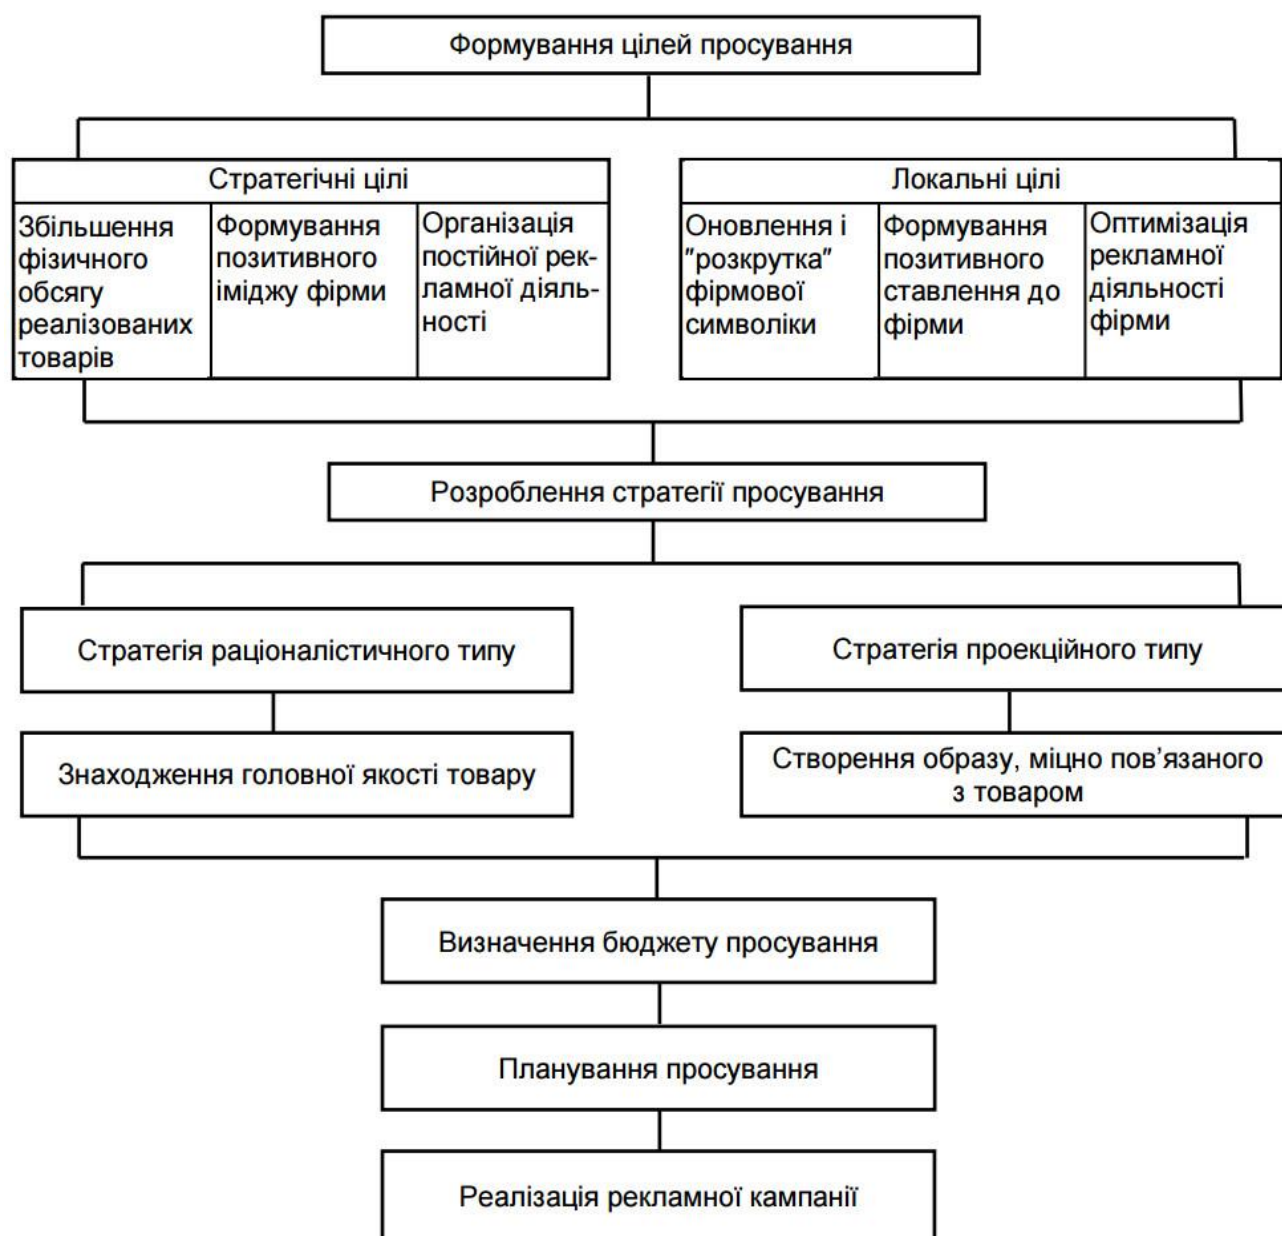 Формування цілей просування
Стратегічні цілі
Збільшення
фізичного
обсягу
реалізованих
товарів
Формування
позитивного
іміджу фірми
Організація
постійної рек-
ламної діяль-
ності
Локальні цілі
Оновлення і
"розкрутка"
фірмової
символіки
Формування
позитивного
ставлення до
фірми
Оптимізація
рекламної
діяльності
фірми
Розроблення стратегії просування
Стратегія раціоналістичного типу
Стратегія проекційного типу
Знаходження головної якості товару
Створення образу, міцно пов’язаного
з товаром
Визначення бюджету просування
Планування просування
Реалізація рекламної кампанії